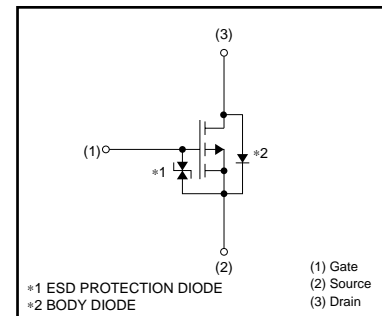 (3)
(1)
∗1
∗2
(2)
∗1 ESD PROTECTION DIODE
∗2 BODY DIODE
(1) Gate
(2) Source
(3) Drain